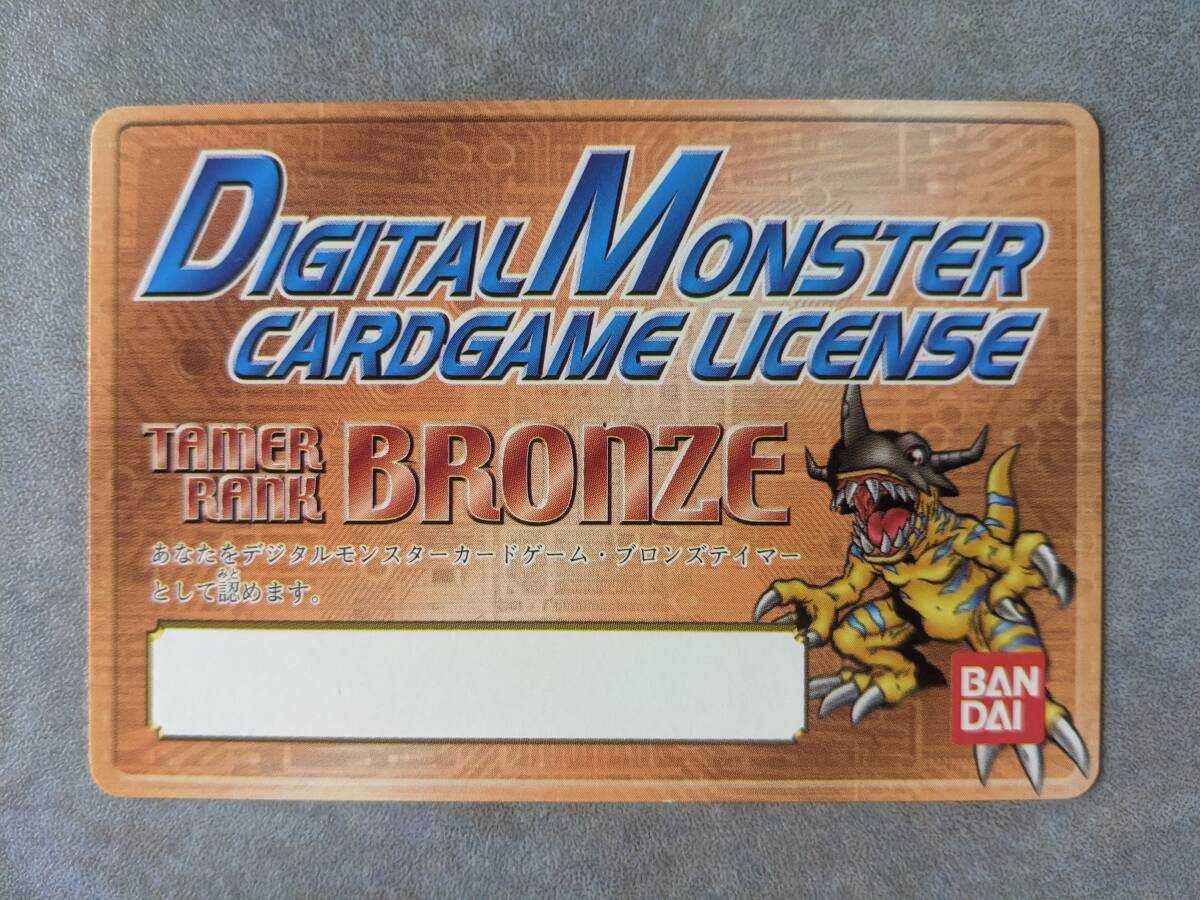 DIGITAL MONSTER
CARDGAME LICENSE
TAMER
RANK
BRONZE
あなたをデジタルモンスターカードゲーム・ブロンズテイマー
みと
として認めます。
BAN
DAI